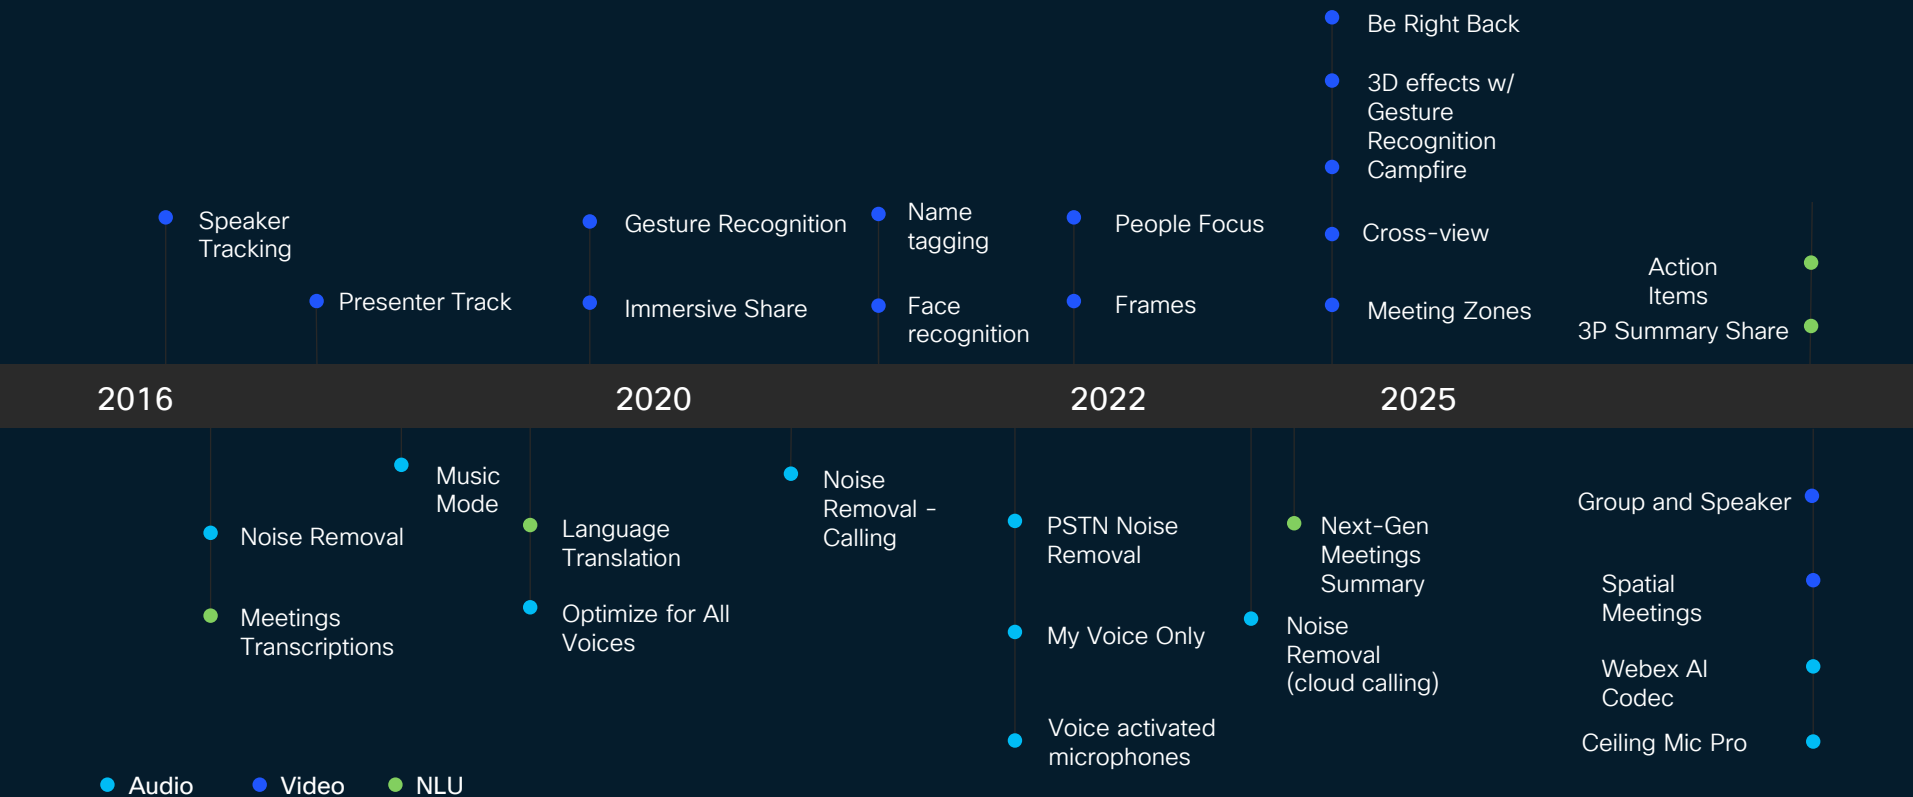 Be Right Back
3D effects w/
Gesture
Recognition
Campfire
Cross-view
Meeting Zones
Speaker
Tracking
Presenter Track
Gesture Recognition
Immersive Share
Name
tagging
Face
recognition
People Focus
Frames
Action
Items
3P Summary Share
2016
2020
2022
2025
Noise Removal
Meetings
Transcriptions
Music
Mode
Language
Translation
Optimize for All
Voices
Noise
Removal -
Calling
PSTN Noise
Removal
My Voice Only
Voice activated
microphones
Next-Gen
Meetings
Summary
Noise
Removal
(cloud calling)
Group and Speaker
Spatial
Meetings
Webex AI
Codec
Ceiling Mic Pro
Audio
Video
NLU